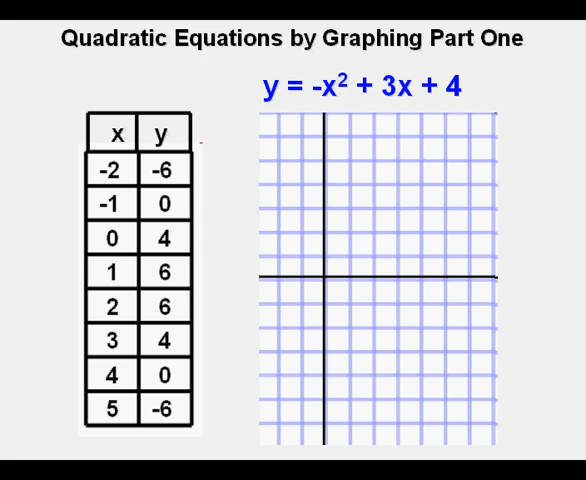 Quadratic Equations by Graphing Part One
y = -x² + 3x + 4
x y
-2 -6
-1 0
0 4
1 6
2 6
3 4
4 0
5 -6